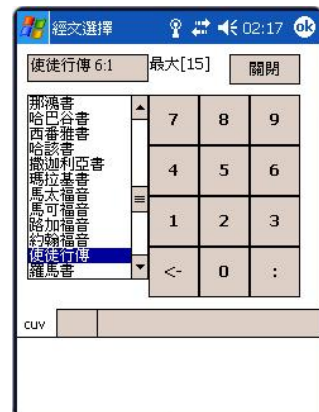 經文選擇 02:17 ok
使徒行傳 6:1 最大[15] 關閉
那鴻書
哈巴谷書
西番雅書
哈該書
撒迦利亞書
瑪拉基書
馬太福音
馬可福音
路加福音
約翰福音
使徒行傳
羅馬書
7 8 9
4 5 6
1 2 3
<- 0 :
cuv